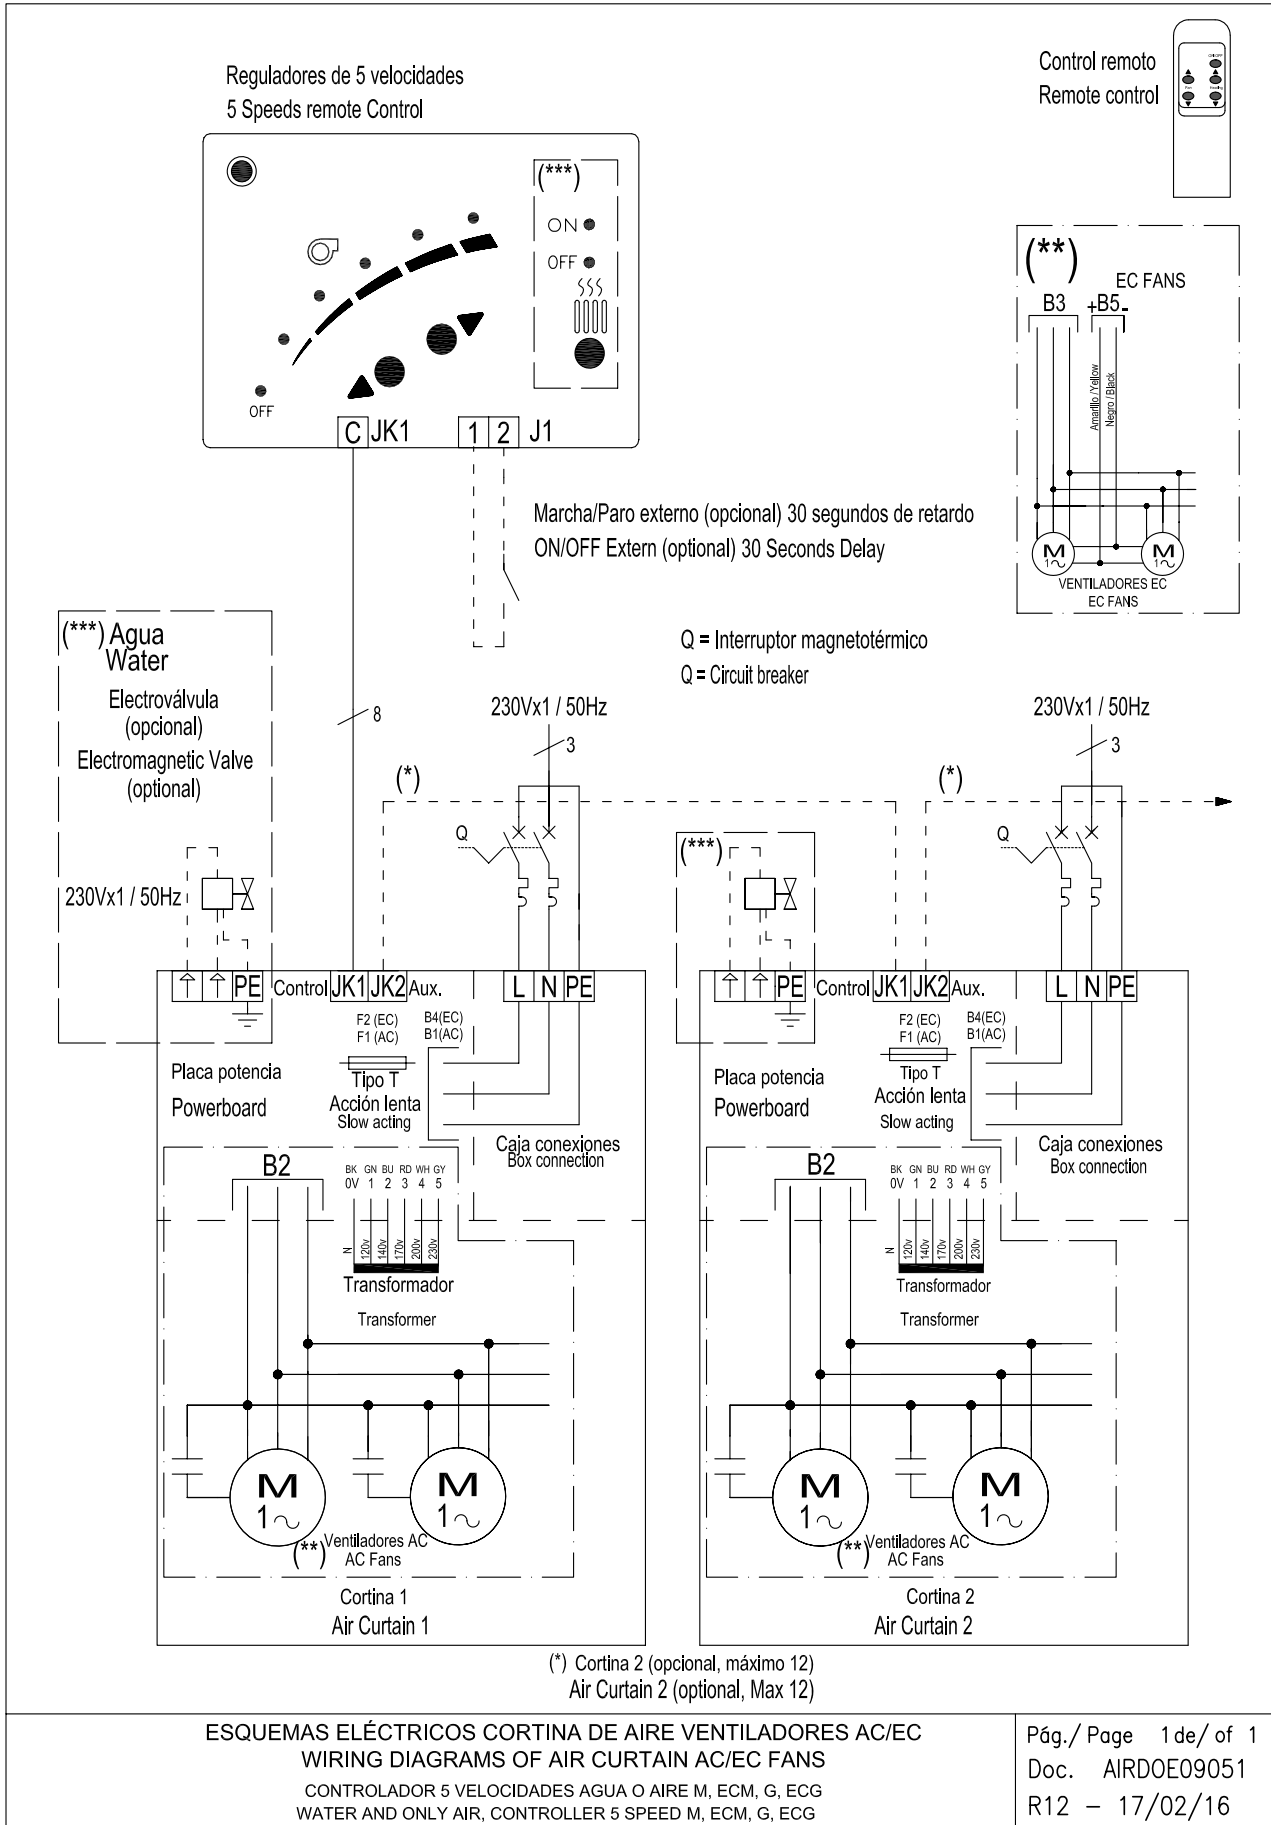 Reguladores de 5 velocidades
5 Speeds remote Control
Control remoto
Remote control
ON/OFF
Fan
Heating
(***)
ON
OFF
OFF
C JK1
1 2 J1
(**)
EC FANS
B3 +B5-
Amarillo / Yellow
Negro / Black
M
1~
M
1~
VENTILADORES EC
EC FANS
Marcha/Paro externo (opcional) 30 segundos de retardo
ON/OFF Extern (optional) 30 Seconds Delay
Q = Interruptor magnetotérmico
Q = Circuit breaker
(***) Agua
Water
Electroválvula
(opcional)
Electromagnetic Valve
(optional)
230Vx1 / 50Hz
8
230Vx1 / 50Hz
3
230Vx1 / 50Hz
3
(*)
(*)
Q
Q
(***)
PE Control JK1 JK2 Aux. L N PE
PE Control JK1 JK2 Aux. L N PE
F2 (EC)
F1 (AC)
B4(EC)
B1(AC)
Tipo T
Acción lenta
Slow acting
Placa potencia
Powerboard
Caja conexiones
Box connection
F2 (EC)
F1 (AC)
B4(EC)
B1(AC)
Tipo T
Acción lenta
Slow acting
Placa potencia
Powerboard
Caja conexiones
Box connection
B2
BK GN BU RD WH GY
0V 1 2 3 4 5
N 120v 140v 170v 200v 230v
Transformador
Transformer
B2
BK GN BU RD WH GY
0V 1 2 3 4 5
N 120v 140v 170v 200v 230v
Transformador
Transformer
M
1~
M
1~
(**) Ventiladores AC
AC Fans
Cortina 1
Air Curtain 1
M
1~
M
1~
(**) Ventiladores AC
AC Fans
Cortina 2
Air Curtain 2
(*) Cortina 2 (opcional, máximo 12)
Air Curtain 2 (optional, Max 12)
ESQUEMAS ELÉCTRICOS CORTINA DE AIRE VENTILADORES AC/EC
WIRING DIAGRAMS OF AIR CURTAIN AC/EC FANS
CONTROLADOR 5 VELOCIDADES AGUA O AIRE M, ECM, G, ECG
WATER AND ONLY AIR, CONTROLLER 5 SPEED M, ECM, G, ECG
Pág./ Page 1 de/ of 1
Doc. AIRDOE09051
R12 – 17/02/16